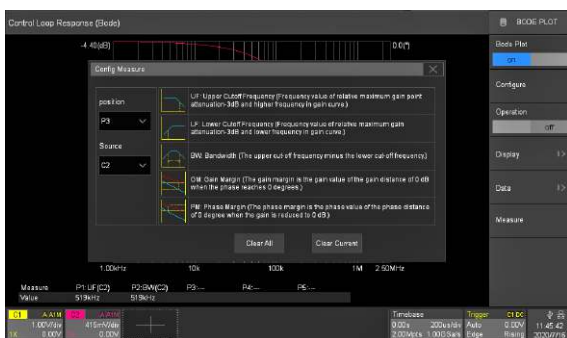 Control Loop Response (Bode)
BODE PLOT
-4.40(dB)
0.0(°)
Bode Plot
on
Config Measure
position
P3
Source
C2
UF: Upper Cutoff Frequency (Frequency value of relative maximum gain point
attenuation-3dB and higher frequency in gain curve.)
LF: Lower Cutoff Frequency (Frequency value of relative maximum gain
attenuation-3dB and lower frequency in gain curve.)
BW: Bandwidth (The upper cut-off frequency minus the lower cut-off frequency.)
GM: Gain Margin (The gain margin is the gain value of the gain distance of 0 dB
when the phase reaches 0 degrees.)
PM: Phase Margin (The phase margin is the phase value of the phase distance
of 0 degree when the gain is reduced to 0 dB.)
Clear All
Clear Current
Configure
Operation
off
Display
Data
Measure
1.00kHz
10k
100k
1M
2.50MHz
Measure
P1:UF(C2)
P2:BW(C2)
P3:---
P4:---
P5:---
Value
519kHz
519kHz
C1
A A1M
1.00V/div
1X
0.00V
C2
A A1M
415mV/div
0.00V
Timebase
0.00s
200us/div
2.00Mpts
1.00GSa/s
Trigger
C1 DC
Auto
0.00V
Edge
Rising
11:45:42
2020/7/16